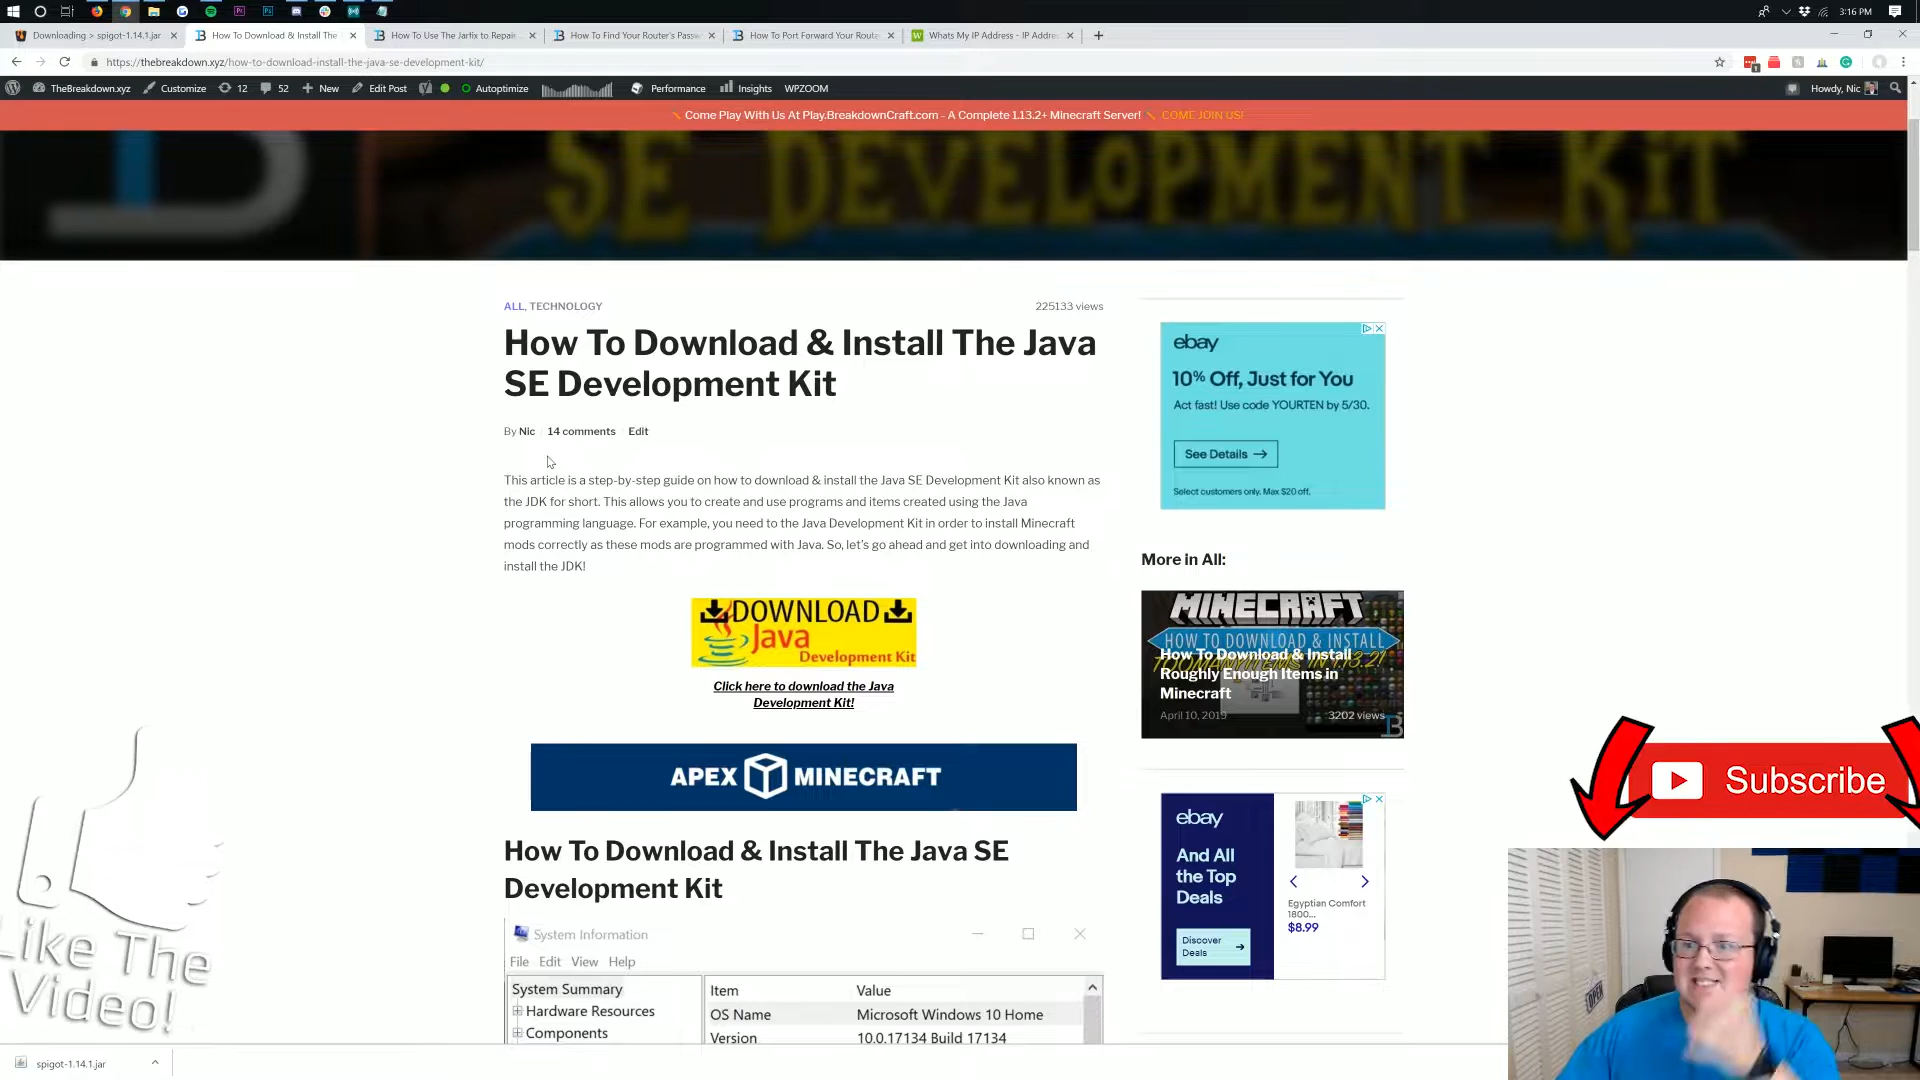 3:16 PM
Downloading > spigot-1.14.1.jar
How To Download & Install The
How To Use The Jarfix to Repair
How To Find Your Router's Passw
How To Port Forward Your Route
Whats My IP Address - IP Addre
https://thebreakdown.xyz/how-to-download-install-the-java-se-development-kit/
TheBreakdown.xyz Customize 12 52 New Edit Post Autoptimize Performance Insights WPZOOM Howdy, Nic
Come Play With Us At Play.BreakdownCraft.com - A Complete 1.13.2+ Minecraft Server! COME JOIN US!
SE DEVELOPMENT KIT
ALL, TECHNOLOGY 225133 views
How To Download & Install The Java
SE Development Kit
By Nic 14 comments Edit
This article is a step-by-step guide on how to download & install the Java SE Development Kit also known as
the JDK for short. This allows you to create and use programs and items created using the Java
programming language. For example, you need to the Java Development Kit in order to install Minecraft
mods correctly as these mods are programmed with Java. So, let's go ahead and get into downloading and
install the JDK!
DOWNLOAD
Java
Development Kit
Click here to download the Java
Development Kit!
APEX MINECRAFT
How To Download & Install The Java SE
Development Kit
System Information
File Edit View Help
System Summary
Hardware Resources
Components
Item Value
OS Name Microsoft Windows 10 Home
Version 10.0.17134 Build 17134
ebay
10% Off, Just for You
Act fast! Use code YOURTEN by 5/30.
See Details
Select customers only. Max $20 off.
More in All:
MINECRAFT
HOW TO DOWNLOAD & INSTALL
TOOMANYITEMS IN 1.13.2!
How To Download & Install
Roughly Enough Items in
Minecraft
April 10, 2019 3202 views
ebay
And All
the Top
Deals
Discover
Deals
Egyptian Comfort
1800...
$8.99
Subscribe
Like The
Video!
OPEN
spigot-1.14.1.jar